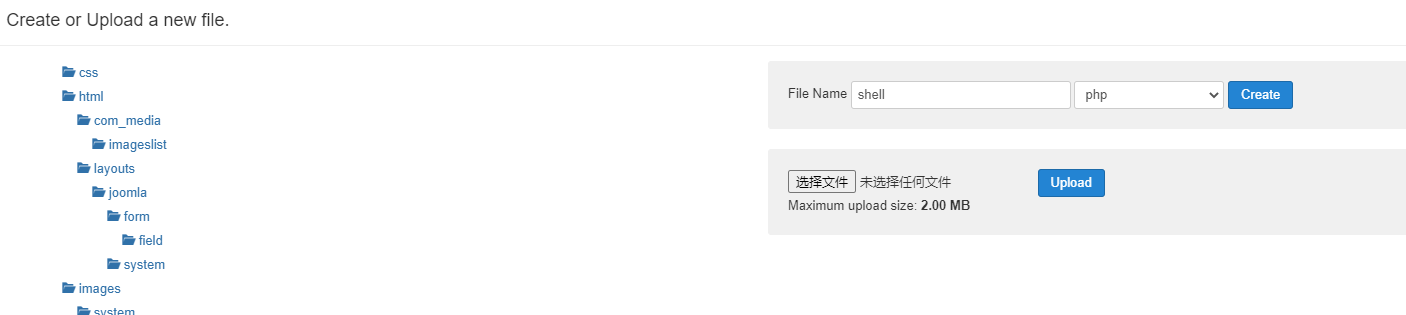 Create or Upload a new file.
css
html
com_media
imageslist
layouts
joomla
form
field
system
images
system
File Name shell php Create
选择文件 未选择任何文件 Upload
Maximum upload size: 2.00 MB